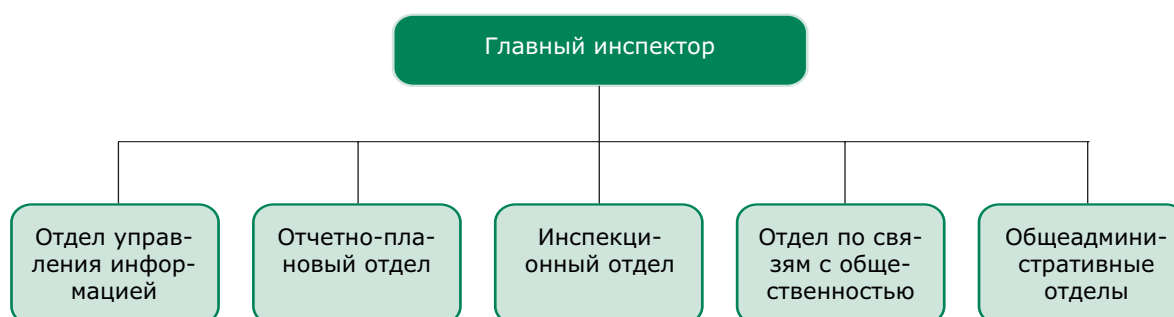 Главный инспектор
Отдел управ-
ления инфор-
мацией
Отчетно-пла-
новый отдел
Инспекци-
онный отдел
Отдел по свя-
зям с обще-
ственностью
Общеадмини-
стративные
отделы